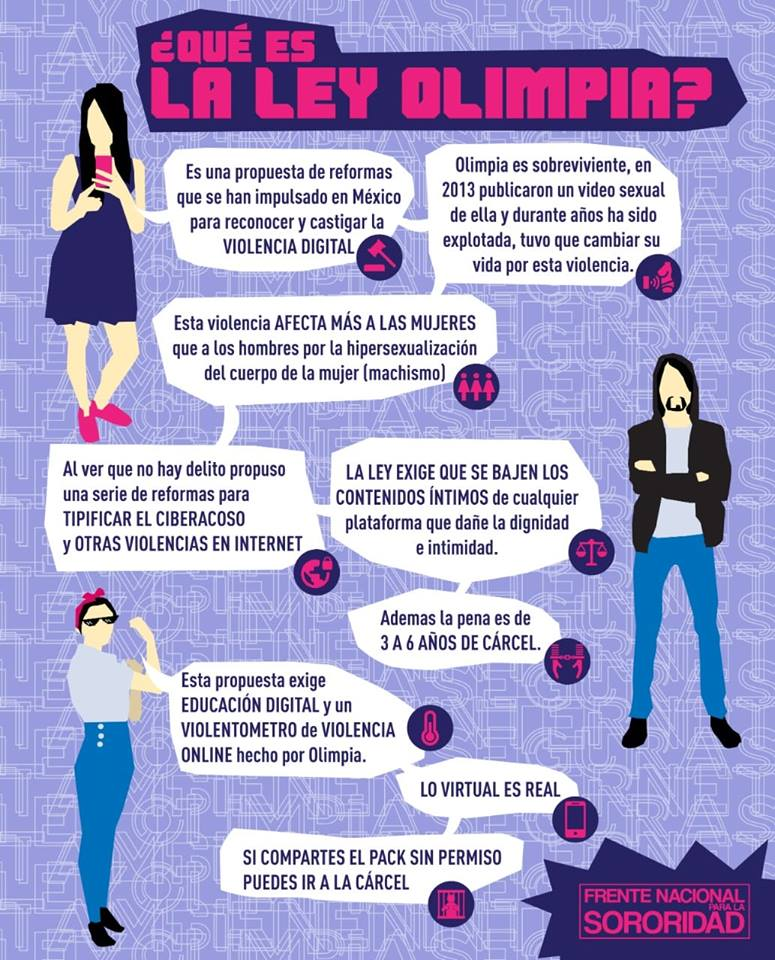 ¿QUÉ ES
LA LEY OLIMPIA?
Es una propuesta de reformas
que se han impulsado en México
para reconocer y castigar la
VIOLENCIA DIGITAL
Olimpia es sobreviviente, en
2013 publicaron un video sexual
de ella y durante años ha sido
explotada, tuvo que cambiar su
vida por esta violencia.
Esta violencia AFECTA MÁS A LAS MUJERES
que a los hombres por la hipersexualización
del cuerpo de la mujer (machismo)
Al ver que no hay delito propuso
una serie de reformas para
TIPIFICAR EL CIBERACOSO
y OTRAS VIOLENCIAS EN INTERNET
LA LEY EXIGE QUE SE BAJEN LOS
CONTENIDOS ÍNTIMOS de cualquier
plataforma que dañe la dignidad
e intimidad.
Ademas la pena es de
3 A 6 AÑOS DE CÁRCEL.
Esta propuesta exige
EDUCACIÓN DIGITAL y un
VIOLENTOMETRO de VIOLENCIA
ONLINE hecho por Olimpia.
LO VIRTUAL ES REAL
SI COMPARTES EL PACK SIN PERMISO
PUEDES IR A LA CÁRCEL
FRENTE NACIONAL
PARA LA
SORORIDAD